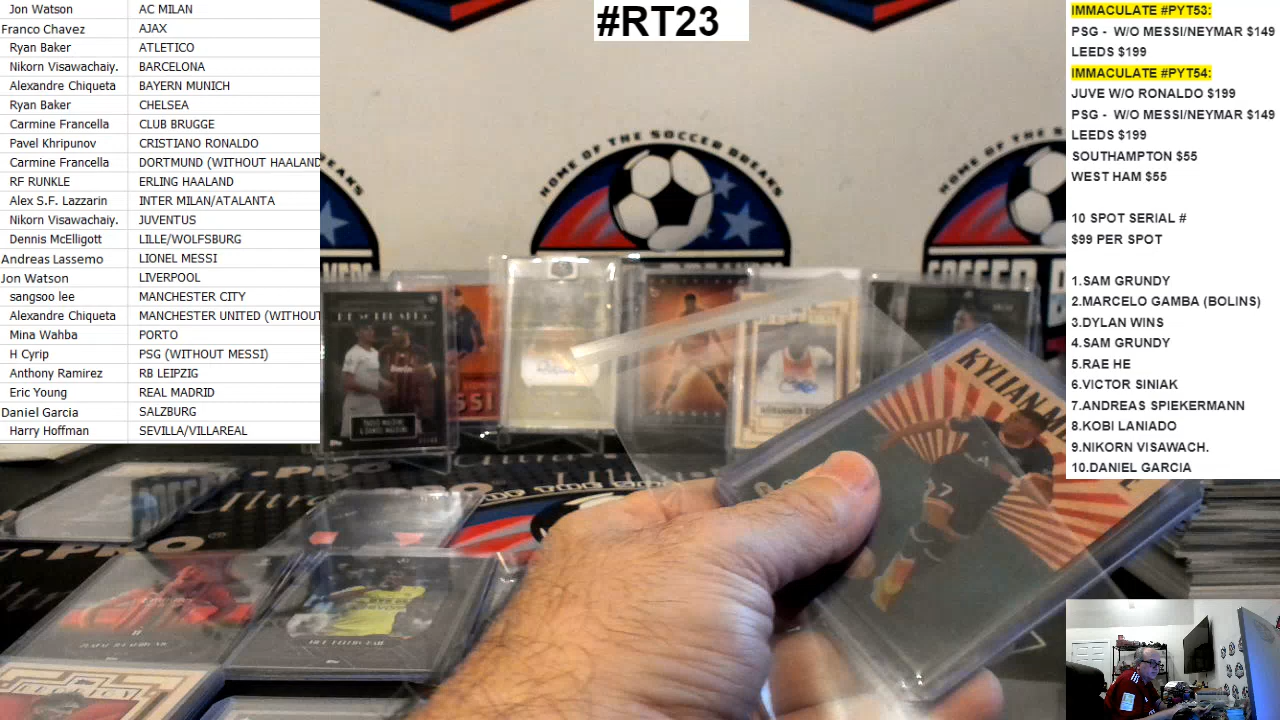 Jon Watson AC MILAN
Franco Chavez AJAX
Ryan Baker ATLETICO
Nikorn Visawachaiy. BARCELONA
Alexandre Chiqueta BAYERN MUNICH
Ryan Baker CHELSEA
Carmine Francella CLUB BRUGGE
Pavel Khripunov CRISTIANO RONALDO
Carmine Francella DORTMUND (WITHOUT HAALAND
RF RUNKLE ERLING HAALAND
Alex S.F. Lazzarin INTER MILAN/ATALANTA
Nikorn Visawachaiy. JUVENTUS
Dennis McElligott LILLE/WOLFSBURG
Andreas Lassemo LIONEL MESSI
Jon Watson LIVERPOOL
sangsoo lee MANCHESTER CITY
Alexandre Chiqueta MANCHESTER UNITED (WITHOUT
Mina Wahba PORTO
H Cyrip PSG (WITHOUT MESSI)
Anthony Ramirez RB LEIPZIG
Eric Young REAL MADRID
Daniel Garcia SALZBURG
Harry Hoffman SEVILLA/VILLAREAL
#RT23
HOME OF THE SOCCER BREAKS
HOME OF THE SOCCER
KYLIAN
IMMACULATE #PYT53:
PSG - W/O MESSI/NEYMAR $149
LEEDS $199
IMMACULATE #PYT54:
JUVE W/O RONALDO $199
PSG - W/O MESSI/NEYMAR $149
LEEDS $199
SOUTHAMPTON $55
WEST HAM $55
10 SPOT SERIAL #
$99 PER SPOT
1.SAM GRUNDY
2.MARCELO GAMBA (BOLINS)
3.DYLAN WINS
4.SAM GRUNDY
5.RAE HE
6.VICTOR SINIAK
7.ANDREAS SPIEKERMANN
8.KOBI LANIADO
9.NIKORN VISAWACH.
10.DANIEL GARCIA